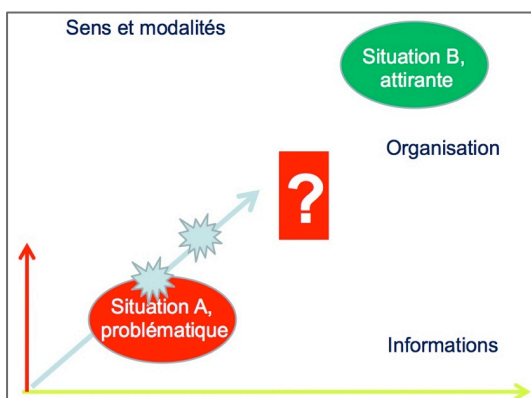 Sens et modalités
Situation B,
attirante
Organisation
?
Situation A,
problématique
Informations